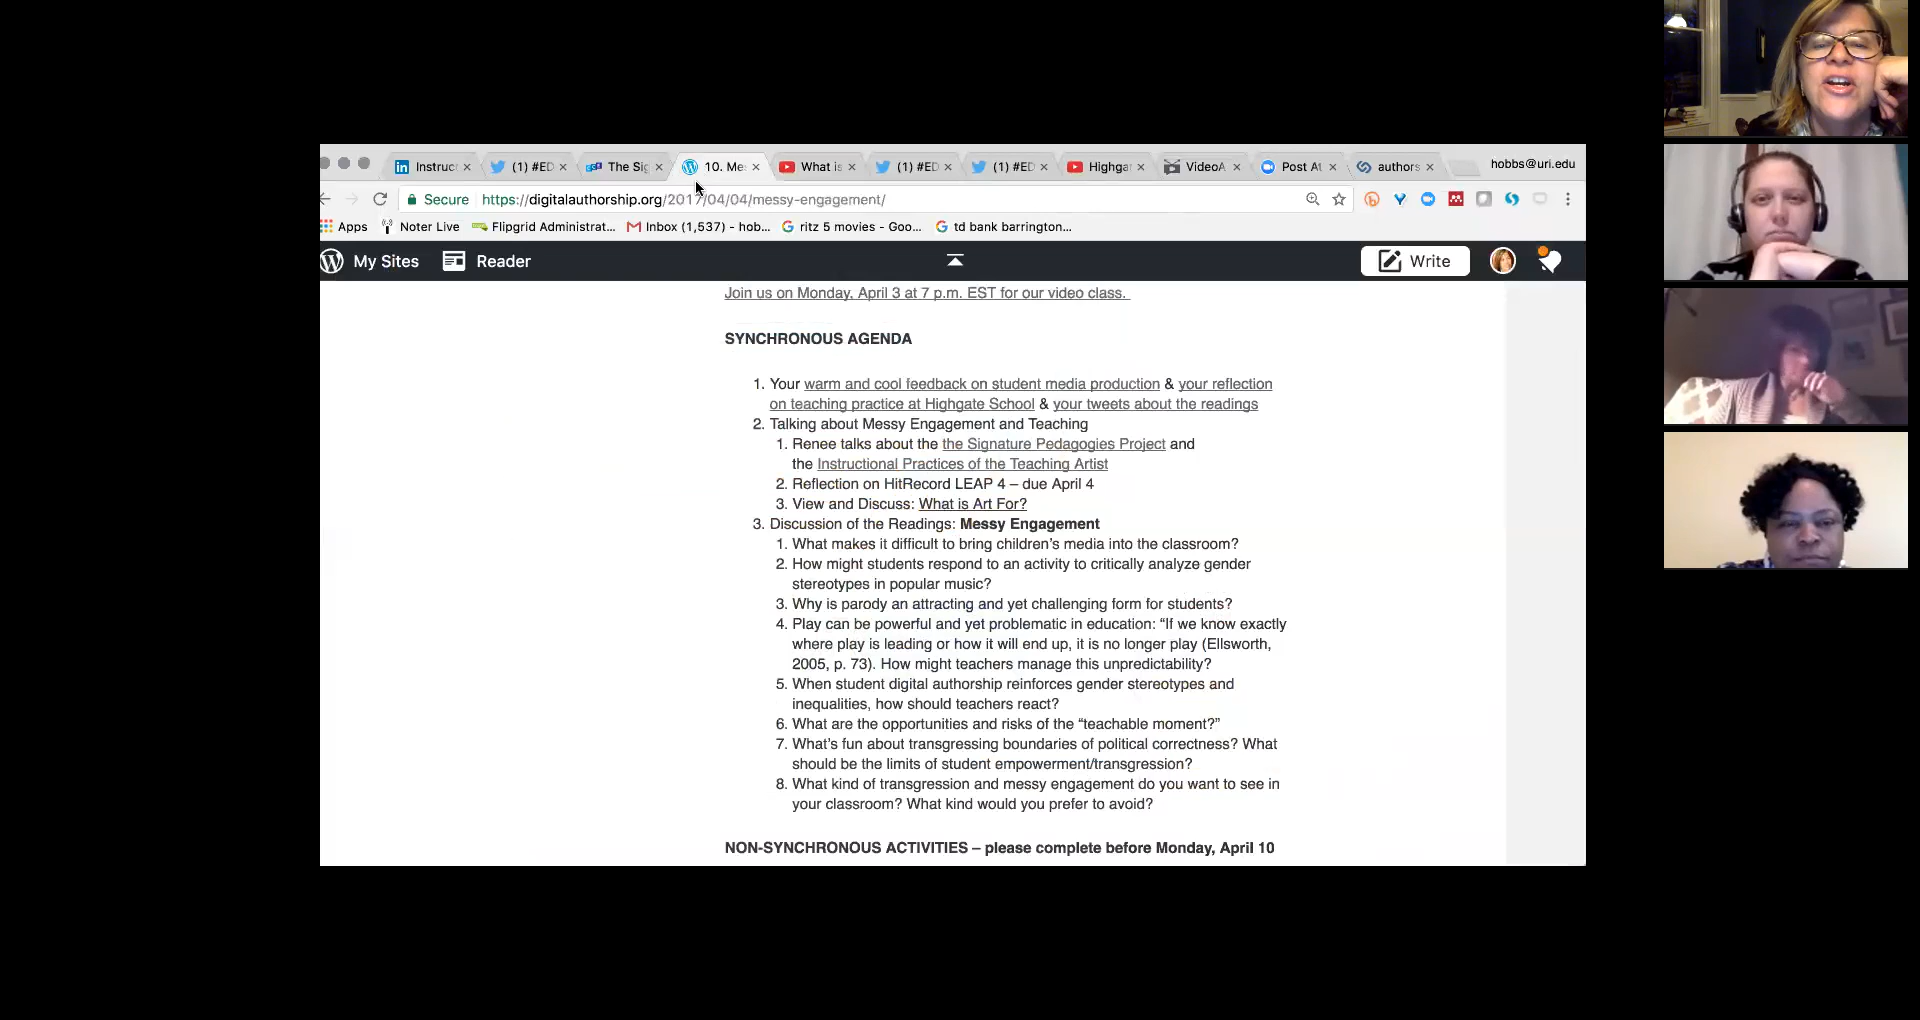 Instruc
(1) #ED
The Sig
10. Me
What is
(1) #ED
(1) #ED
Highga
VideoA
Post At
authors
hobbs@uri.edu
Secure https://digitalauthorship.org/2017/04/04/messy-engagement/
Apps Noter Live Flipgrid Administrat... Inbox (1,537) - hob... ritz 5 movies - Goo... td bank barrington...
My Sites Reader Write
Join us on Monday, April 3 at 7 p.m. EST for our video class.
SYNCHRONOUS AGENDA
1. Your warm and cool feedback on student media production & your reflection
on teaching practice at Highgate School & your tweets about the readings
2. Talking about Messy Engagement and Teaching
1. Renee talks about the the Signature Pedagogies Project and
the Instructional Practices of the Teaching Artist
2. Reflection on HitRecord LEAP 4 – due April 4
3. View and Discuss: What is Art For?
3. Discussion of the Readings: Messy Engagement
1. What makes it difficult to bring children's media into the classroom?
2. How might students respond to an activity to critically analyze gender
stereotypes in popular music?
3. Why is parody an attracting and yet challenging form for students?
4. Play can be powerful and yet problematic in education: “If we know exactly
where play is leading or how it will end up, it is no longer play (Ellsworth,
2005, p. 73). How might teachers manage this unpredictability?
5. When student digital authorship reinforces gender stereotypes and
inequalities, how should teachers react?
6. What are the opportunities and risks of the “teachable moment?”
7. What's fun about transgressing boundaries of political correctness? What
should be the limits of student empowerment/transgression?
8. What kind of transgression and messy engagement do you want to see in
your classroom? What kind would you prefer to avoid?
NON-SYNCHRONOUS ACTIVITIES – please complete before Monday, April 10